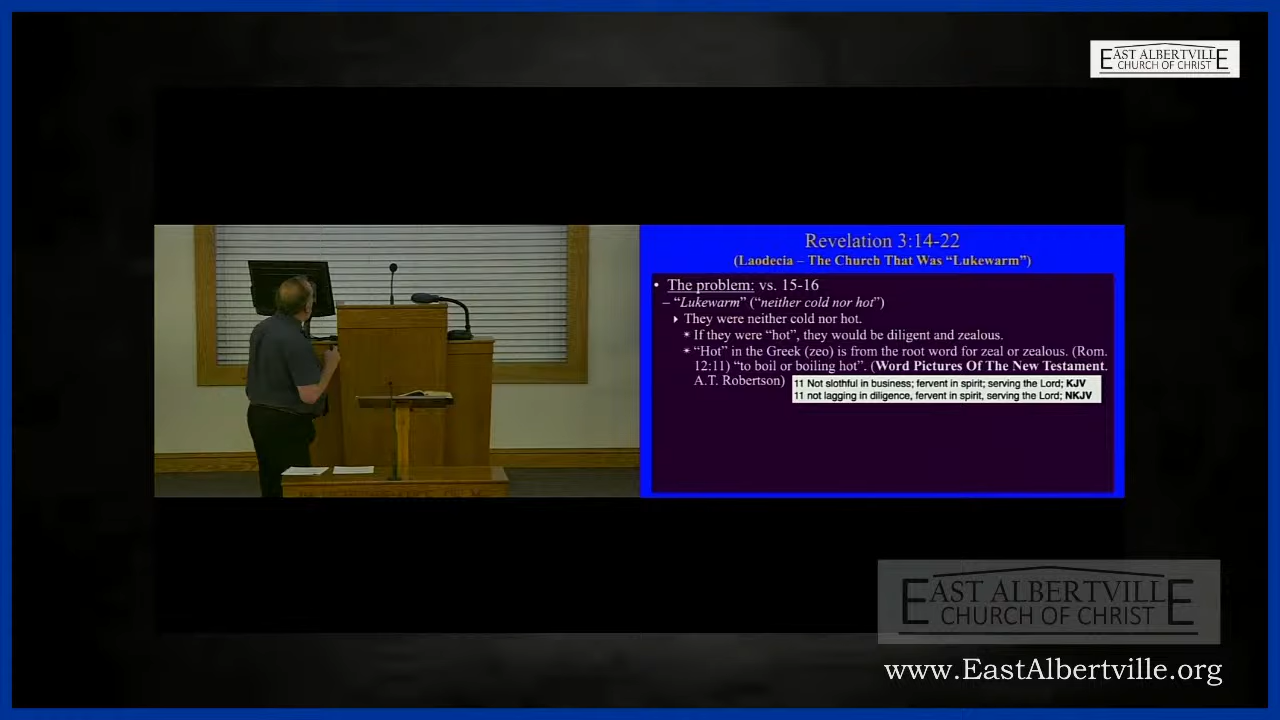 EAST ALBERTVILLE
CHURCH OF CHRIST
Revelation 3:14-22
(Laodecia – The Church That Was “Lukewarm”)
• The problem: vs. 15-16
– “Lukewarm” (“neither cold nor hot”)
They were neither cold nor hot.
* If they were “hot”, they would be diligent and zealous.
* “Hot” in the Greek (zeo) is from the root word for zeal or zealous. (Rom.
12:11) “to boil or boiling hot”. (Word Pictures Of The New Testament.
A.T. Robertson)
11 Not slothful in business; fervent in spirit; serving the Lord; KJV
11 not lagging in diligence, fervent in spirit, serving the Lord; NKJV
EAST ALBERTVILLE
CHURCH OF CHRIST
www.EastAlbertville.org